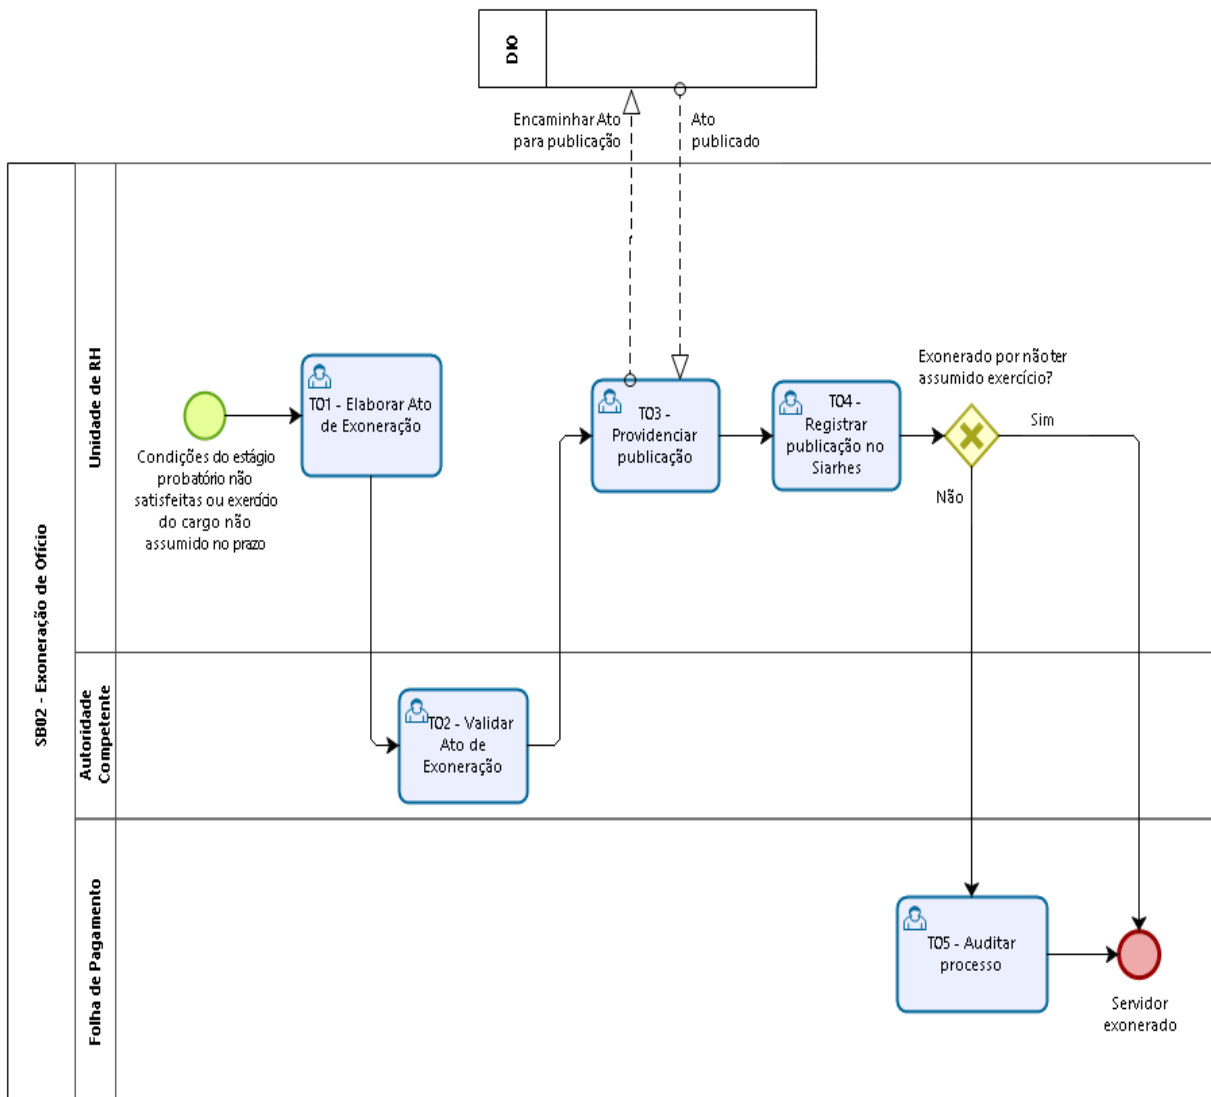 DIO
Encaminhar Ato
para publicação
Ato
publicado
SB02 - Exoneração de Ofício
Unidade de RH
Condições do estágio
probatório não
satisfeitas ou exercício
do cargo não
assumido no prazo
T01 - Elaborar Ato
de Exoneração
T03 -
Providenciar
publicação
T04 -
Registrar
publicação no
Siarhes
Exonerado por não ter
assumido exercício?
Sim
Não
Autoridade
Competente
T02 - Validar
Ato de
Exoneração
Folha de Pagamento
T05 - Auditar
processo
Servidor
exonerado